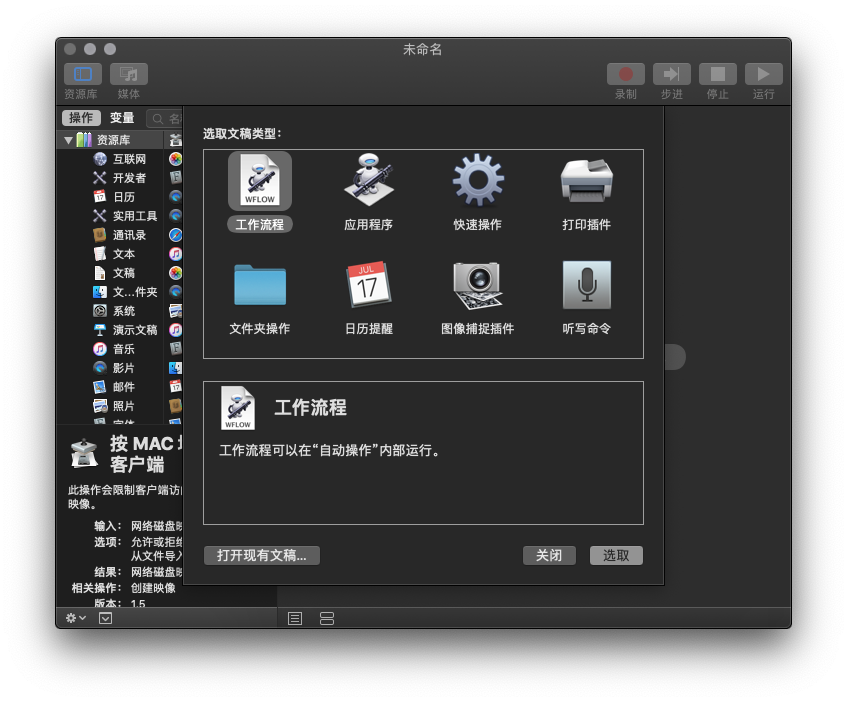 未命名
资源库
媒体
录制
步进
停止
运行
操作
变量
名
资源库
互联网
开发者
日历
实用工具
通讯录
文本
文稿
文...件夹
系统
演示文稿
音乐
影片
邮件
照片
按 MAC
客户端
此操作会限制客户端访
映像。
输入: 网络磁盘映
选项: 允许或拒绝
从文件导入
结果: 网络磁盘映
相关操作: 创建映像
版本: 1.5
选取文稿类型:
WFLOW
工作流程
应用程序
快速操作
打印插件
文件夹操作
JUL
17
日历提醒
图像捕捉插件
听写命令
WFLOW
工作流程
工作流程可以在“自动操作”内部运行。
打开现有文稿...
关闭
选取